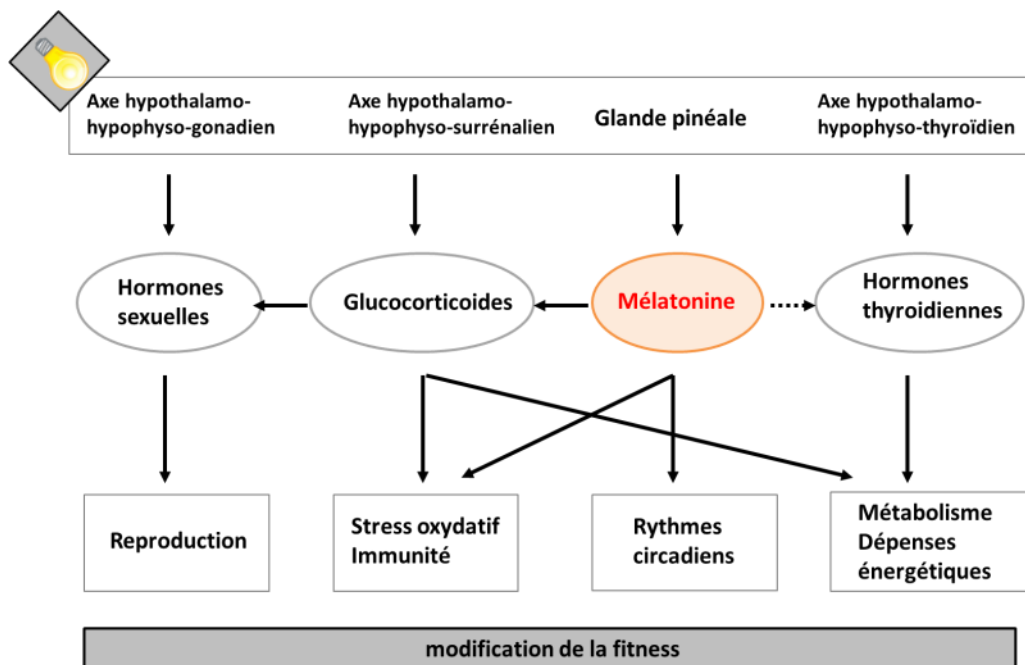 Axe hypothalamo-
hypophyso-gonadien
Axe hypothalamo-
hypophyso-surrénalien
Glande pinéale
Axe hypothalamo-
hypophyso-thyroïdien
Hormones
sexuelles
Glucocorticoides
Mélatonine
Hormones
thyroidiennes
Reproduction
Stress oxydatif
Immunité
Rythmes
circadiens
Métabolisme
Dépenses
énergétiques
modification de la fitness